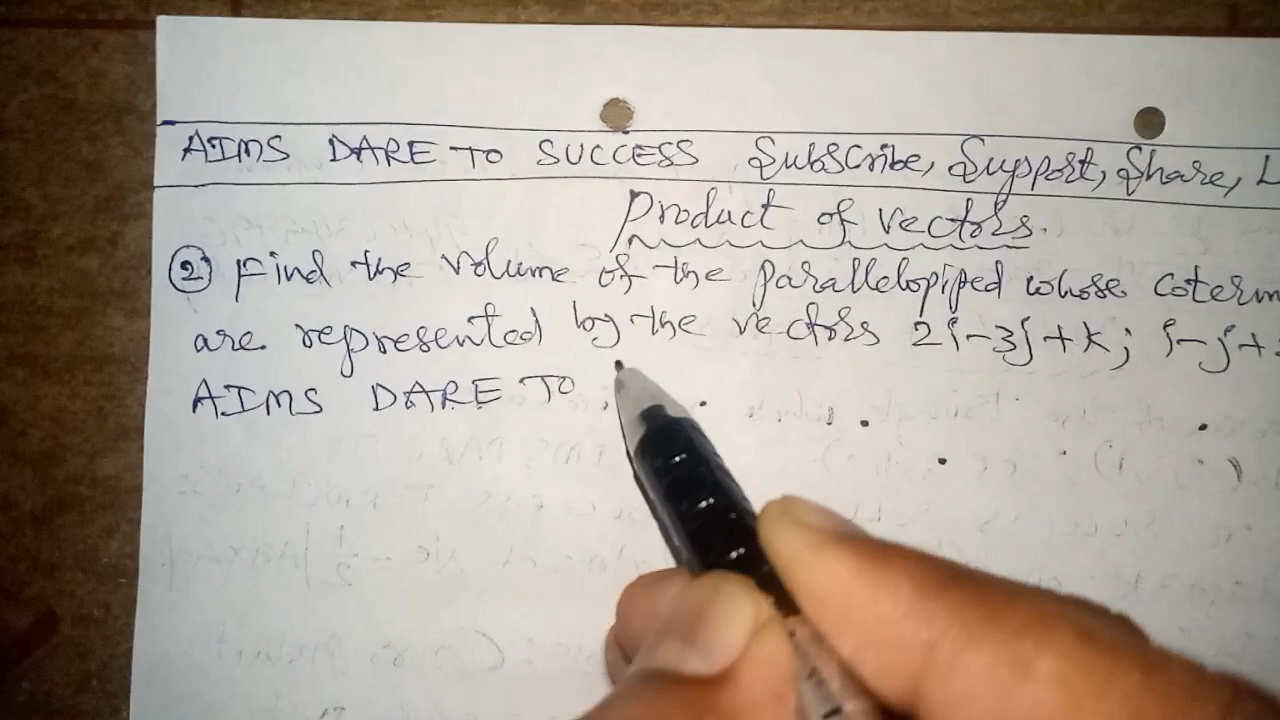 AIMS DARE TO SUCCESS Subscribe, Support, Share, L
Product of vectors.
② Find the volume of the parallelopiped whose coterm
are represented by the vectors 2i-3j+k; i-j+
AIMS DARE TO